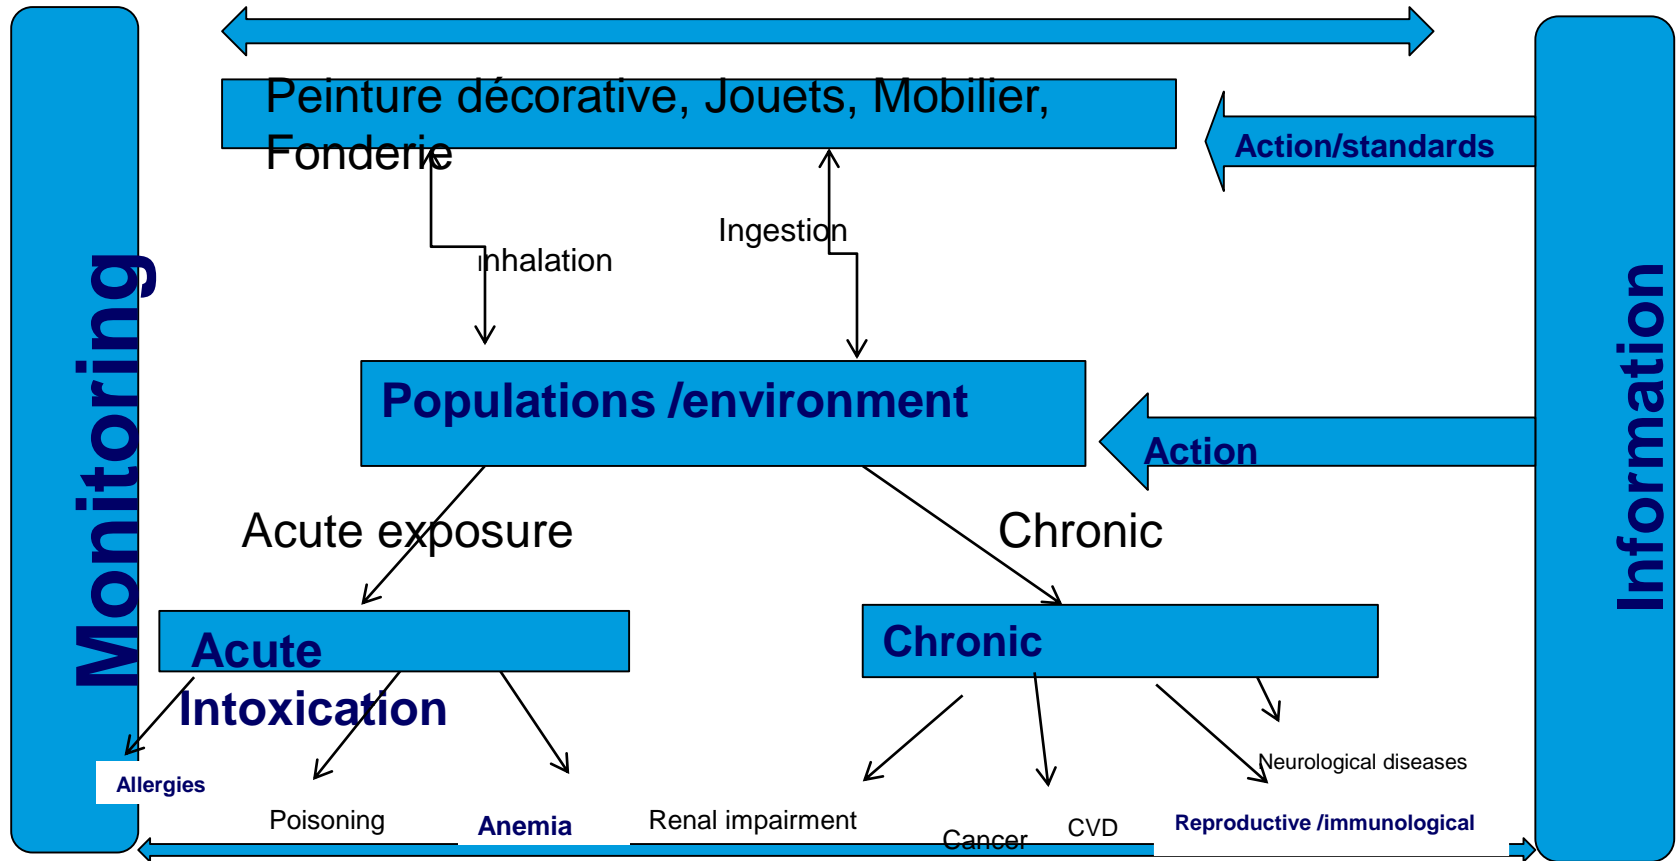 Peinture décorative, Jouets, Mobilier,
Fonderie
Action/standards
Ingestion
Inhalation
Monitoring
Information
Populations /environment
Action
Acute exposure
Chronic
Acute
Intoxication
Chronic
Neurological diseases
Allergies
Poisoning
Anemia
Renal impairment
Cancer
CVD
Reproductive /immunological